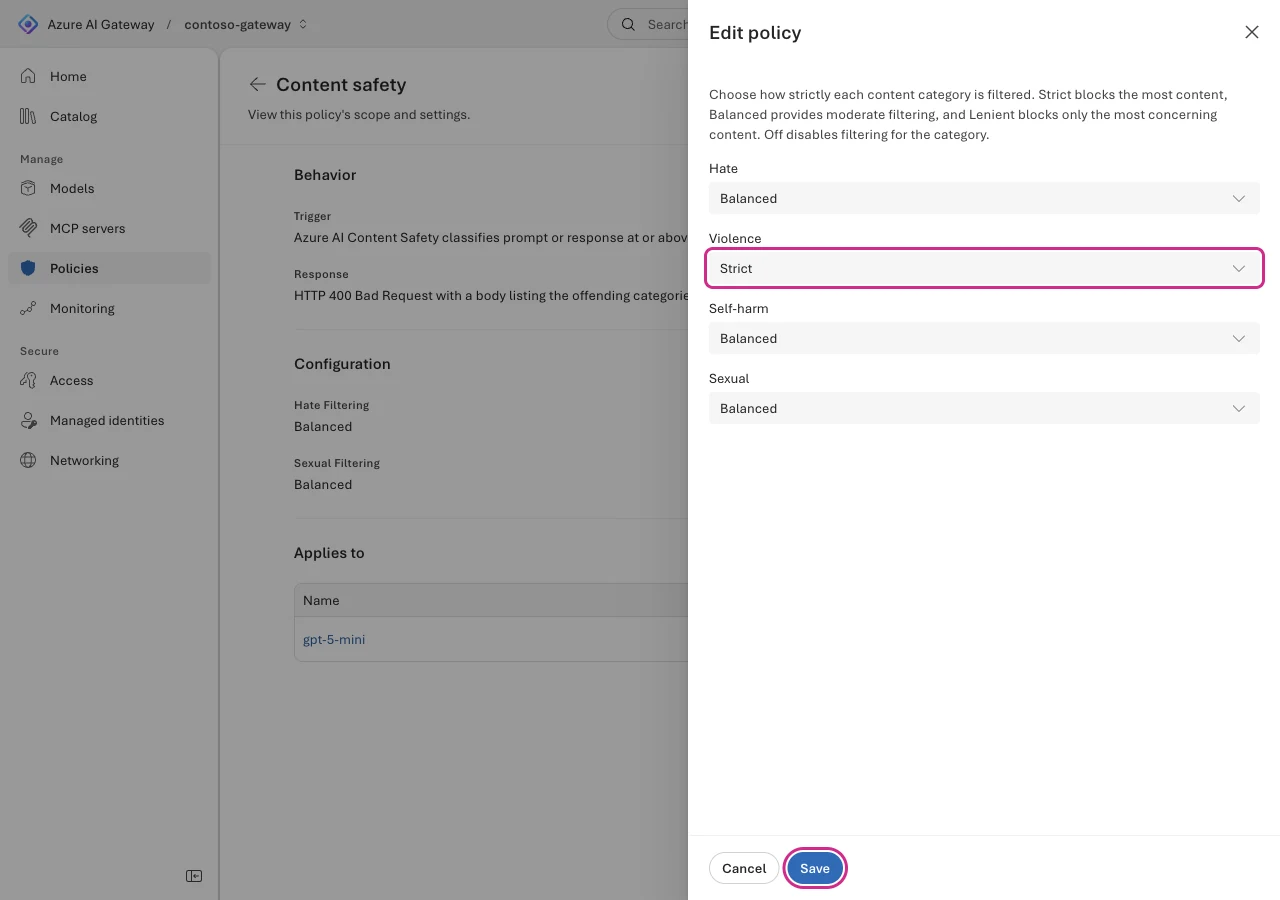 Azure AI Gateway / contoso-gateway
Search
Home
Catalog
Manage
Models
MCP servers
Policies
Monitoring
Secure
Access
Managed identities
Networking
Content safety
View this policy's scope and settings.
Behavior
Trigger
Azure AI Content Safety classifies prompt or response at or abov
Response
HTTP 400 Bad Request with a body listing the offending categorie
Configuration
Hate Filtering
Balanced
Sexual Filtering
Balanced
Applies to
Name
gpt-5-mini
Edit policy
Choose how strictly each content category is filtered. Strict blocks the most content,
Balanced provides moderate filtering, and Lenient blocks only the most concerning
content. Off disables filtering for the category.
Hate
Balanced
Violence
Strict
Self-harm
Balanced
Sexual
Balanced
Cancel
Save